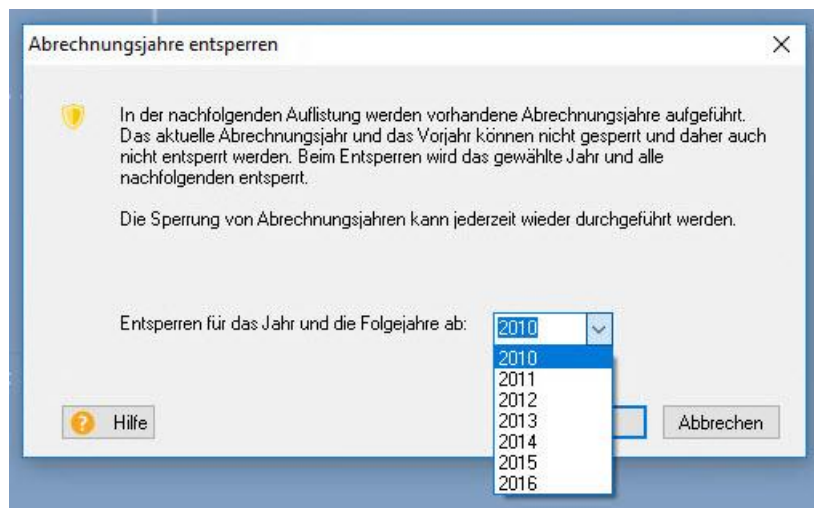 Abrechnungsjahre entsperren
In der nachfolgenden Auflistung werden vorhandene Abrechnungsjahre aufgeführt.
Das aktuelle Abrechnungsjahr und das Vorjahr können nicht gesperrt und daher auch
nicht entsperrt werden. Beim Entsperren wird das gewählte Jahr und alle
nachfolgenden entsperrt.
Die Sperrung von Abrechnungsjahren kann jederzeit wieder durchgeführt werden.
Entsperren für das Jahr und die Folgejahre ab: 2010
2010
2011
2012
2013
2014
2015
2016
Hilfe
Abbrechen